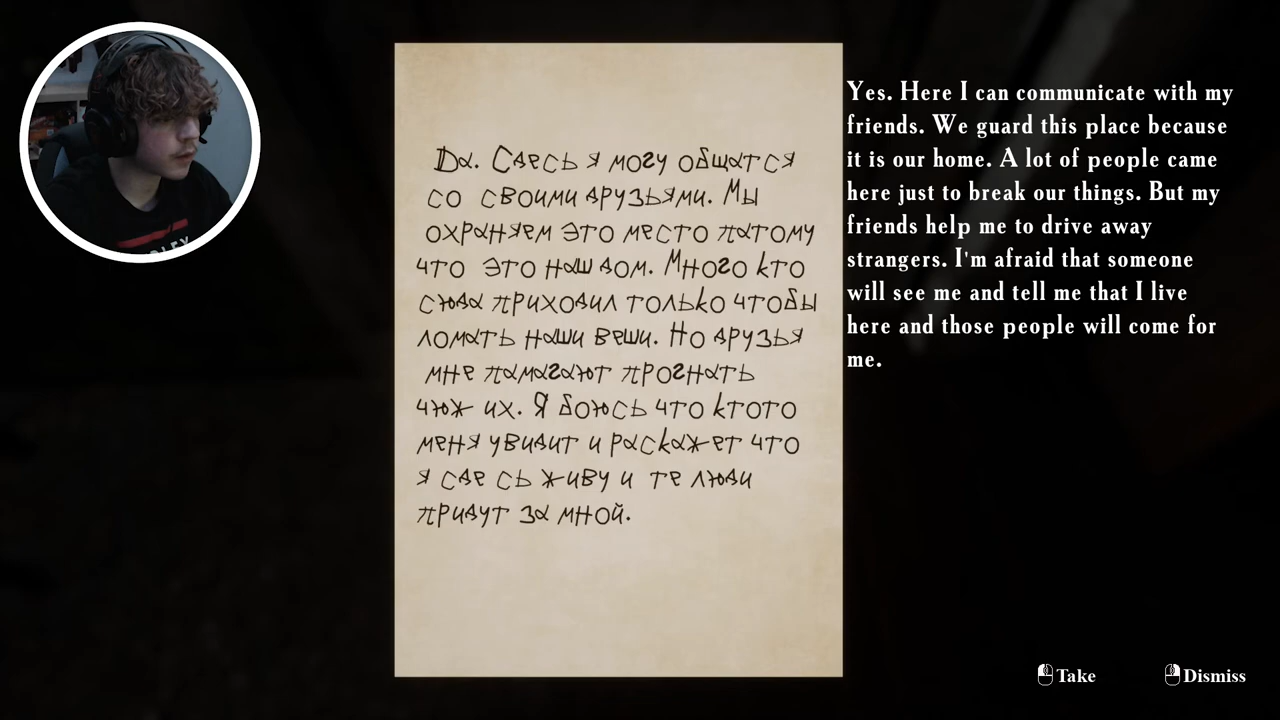 Да. Сдесь я могу общатся
со своими друзьями. Мы
охраняем это место патому
что это наш дом. Много кто
сюда приходил только чтобы
ломать наши веши. Но друзья
мне памагают прогнать
чюж их. Я боюсь что ктото
меня увидит и раскажет что
я сде сь живу и те люди
придут за мной.
Yes. Here I can communicate with my
friends. We guard this place because
it is our home. A lot of people came
here just to break our things. But my
friends help me to drive away
strangers. I'm afraid that someone
will see me and tell me that I live
here and those people will come for
me.
Take Dismiss